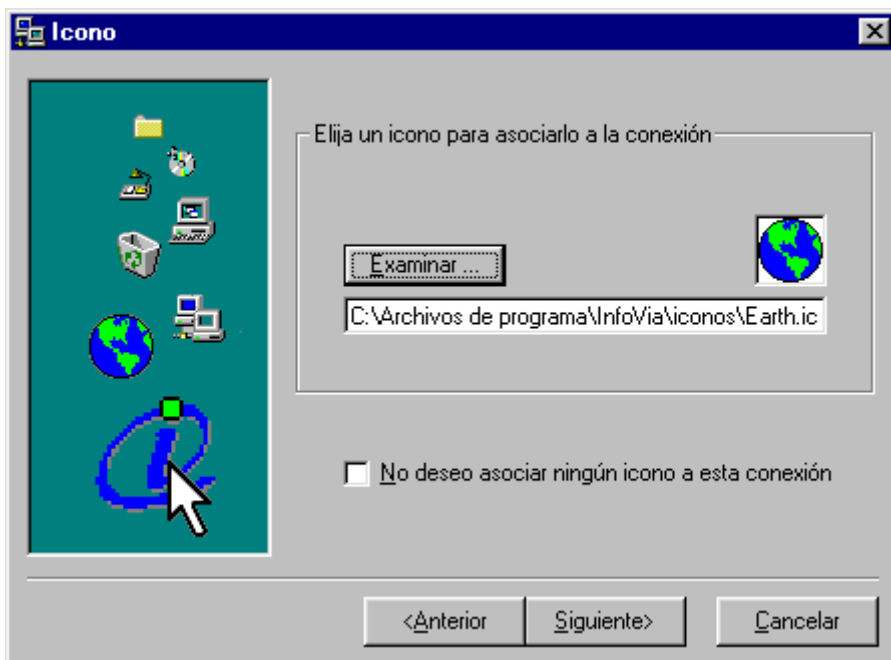 Icono
Elija un icono para asociarlo a la conexión
Examinar ...
C:\Archivos de programa\InfoVia\iconos\Earth.ic
No deseo asociar ningún icono a esta conexión
<Anterior
Siguiente>
Cancelar